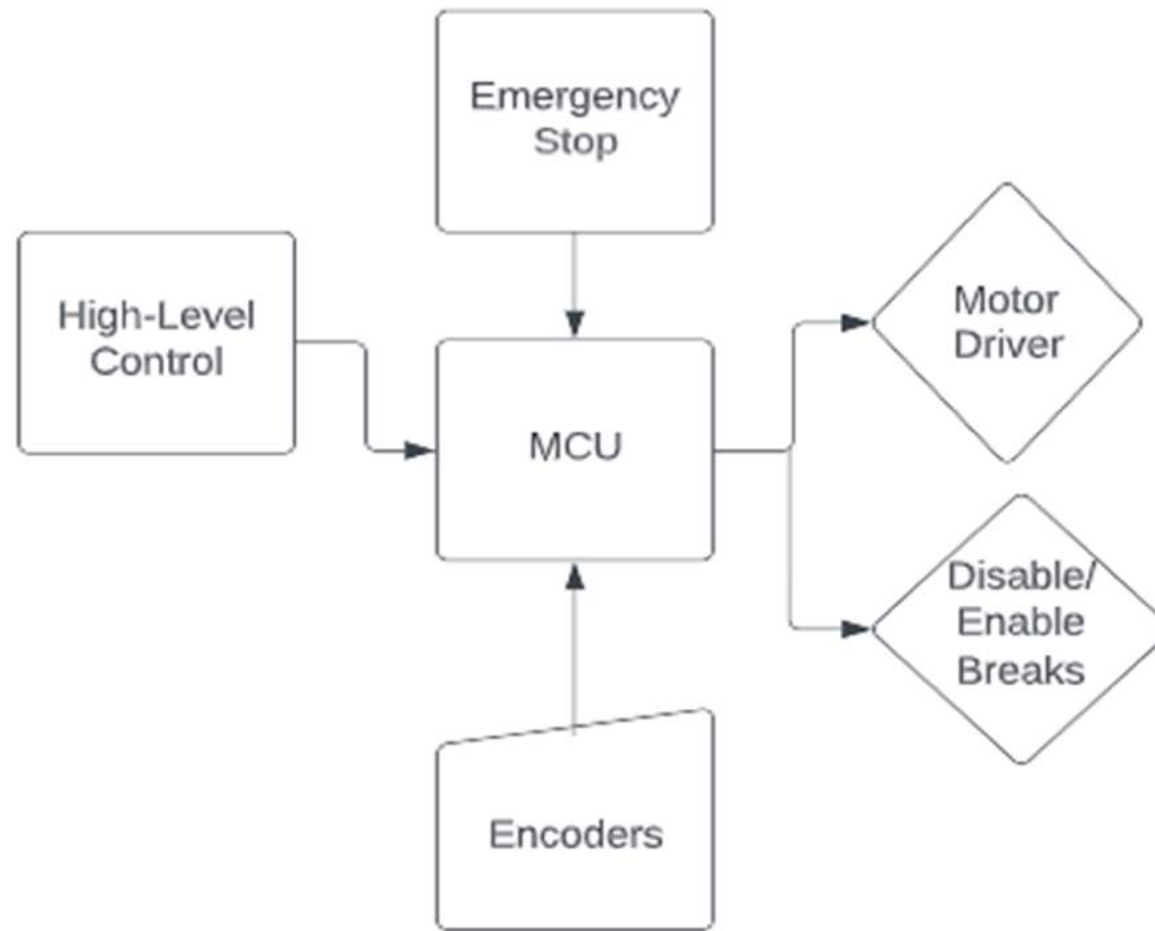 Emergency
Stop
High-Level
Control
MCU
Motor
Driver
Disable/
Enable
Breaks
Encoders